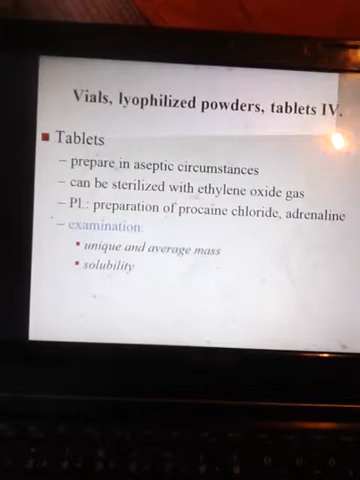 Vials, lyophilized powders, tablets IV.
Tablets
– prepare in aseptic circumstances
– can be sterilized with ethylene oxide gas
– Pl.: preparation of procaine chloride, adrenaline
– examination:
• unique and average mass
• solubility